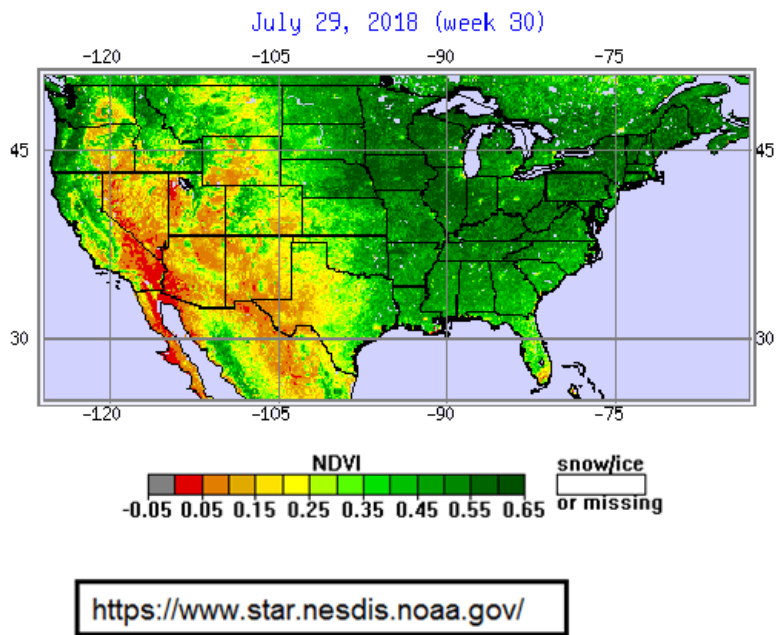 July 29, 2018 (week 30)
-120 -105 -90 -75
45 45
30 30
-120 -105 -90 -75
NDVI
-0.05 0.05 0.15 0.25 0.35 0.45 0.55 0.65
snow/ice
or missing
https://www.star.nesdis.noaa.gov/